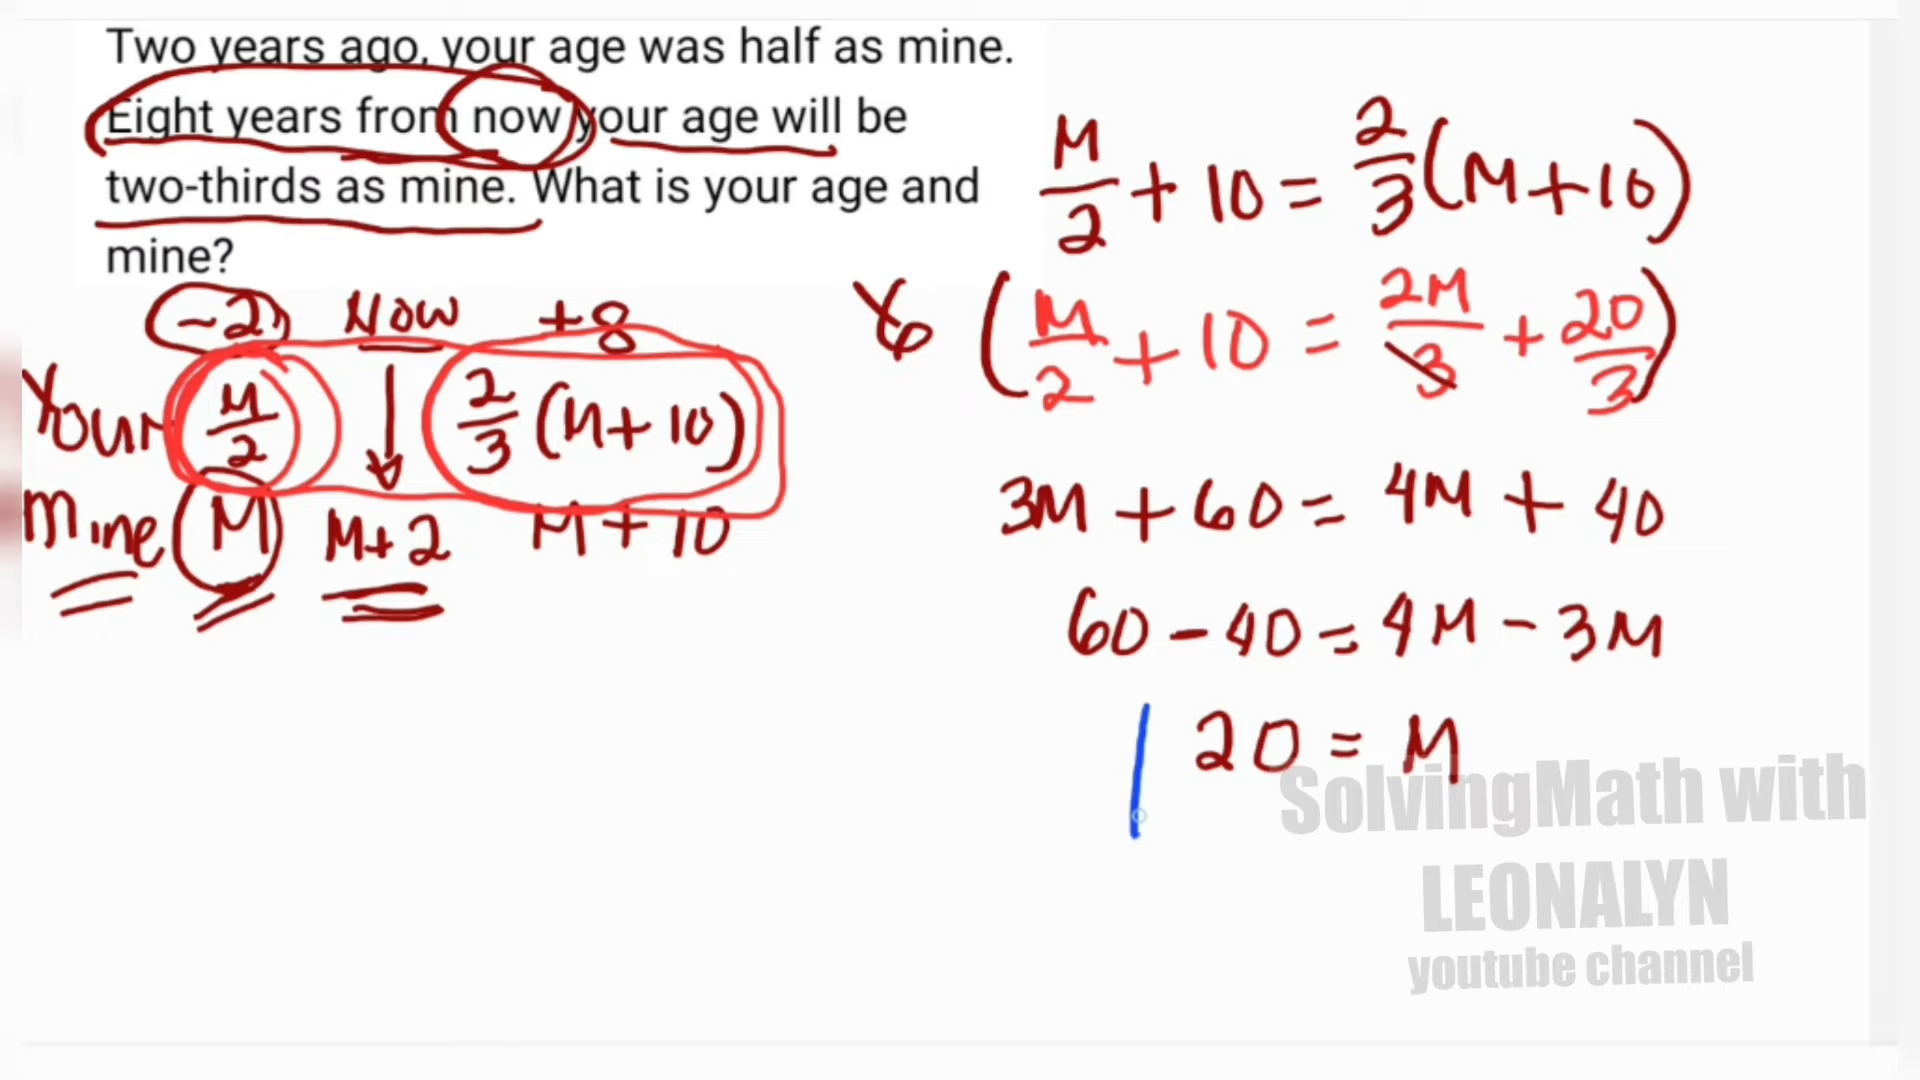 Two years ago, your age was half as mine.
Eight years from now your age will be
two-thirds as mine. What is your age and
mine?
-2 Now +8
Your M/2 2/3 (M+10)
Mine M M+2 M+10
M/2 + 10 = 2/3 (M+10)
(M/2 + 10 = 2M/3 + 20/3)
3M + 60 = 4M + 40
60 - 40 = 4M - 3M
20 = M
SolvingMath with
LEONALYN
youtube channel